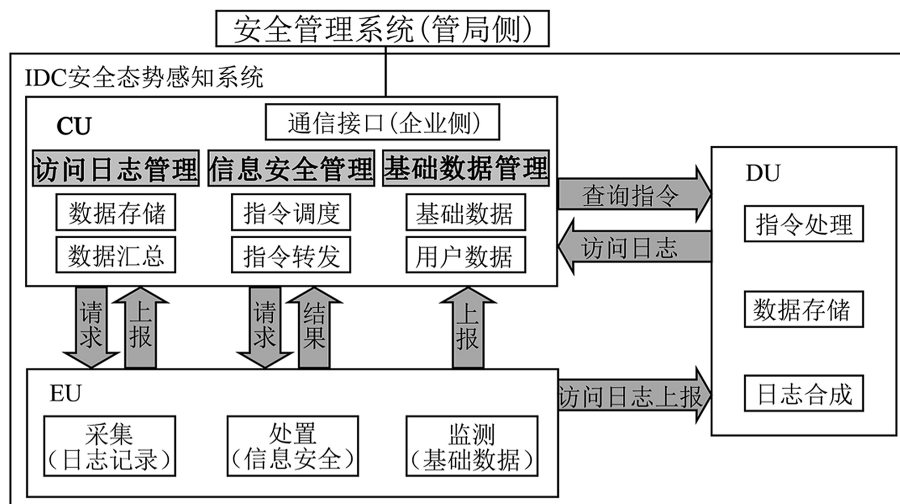 安全管理系统(管局侧)
IDC安全态势感知系统
CU
通信接口(企业侧)
访问日志管理
信息安全管理
基础数据管理
数据存储
指令调度
基础数据
数据汇总
指令转发
用户数据
查询指令
访问日志
DU
指令处理
数据存储
日志合成
请求
上报
请求
结果
上报
访问日志上报
EU
采集
(日志记录)
处置
(信息安全)
监测
(基础数据)